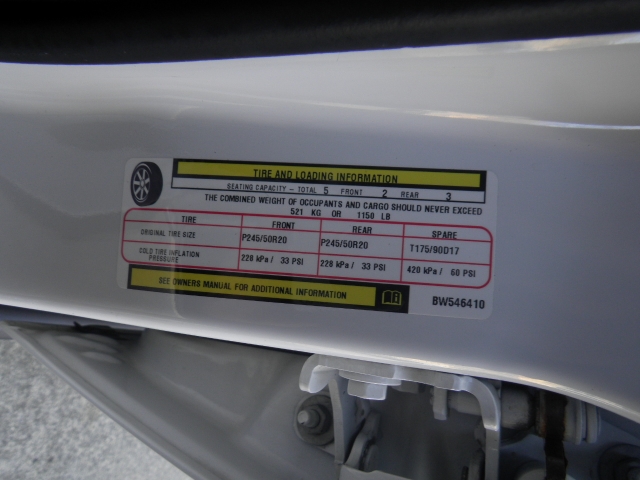 TIRE AND LOADING INFORMATION
SEATING CAPACITY - TOTAL 5 FRONT 2 REAR 3
THE COMBINED WEIGHT OF OCCUPANTS AND CARGO SHOULD NEVER EXCEED
521 KG OR 1150 LB
TIRE FRONT REAR SPARE
ORIGINAL TIRE SIZE P245/50R20 P245/50R20 T175/90D17
COLD TIRE INFLATION PRESSURE 228 kPa / 33 PSI 228 kPa / 33 PSI 420 kPa / 60 PSI
SEE OWNERS MANUAL FOR ADDITIONAL INFORMATION
BW546410